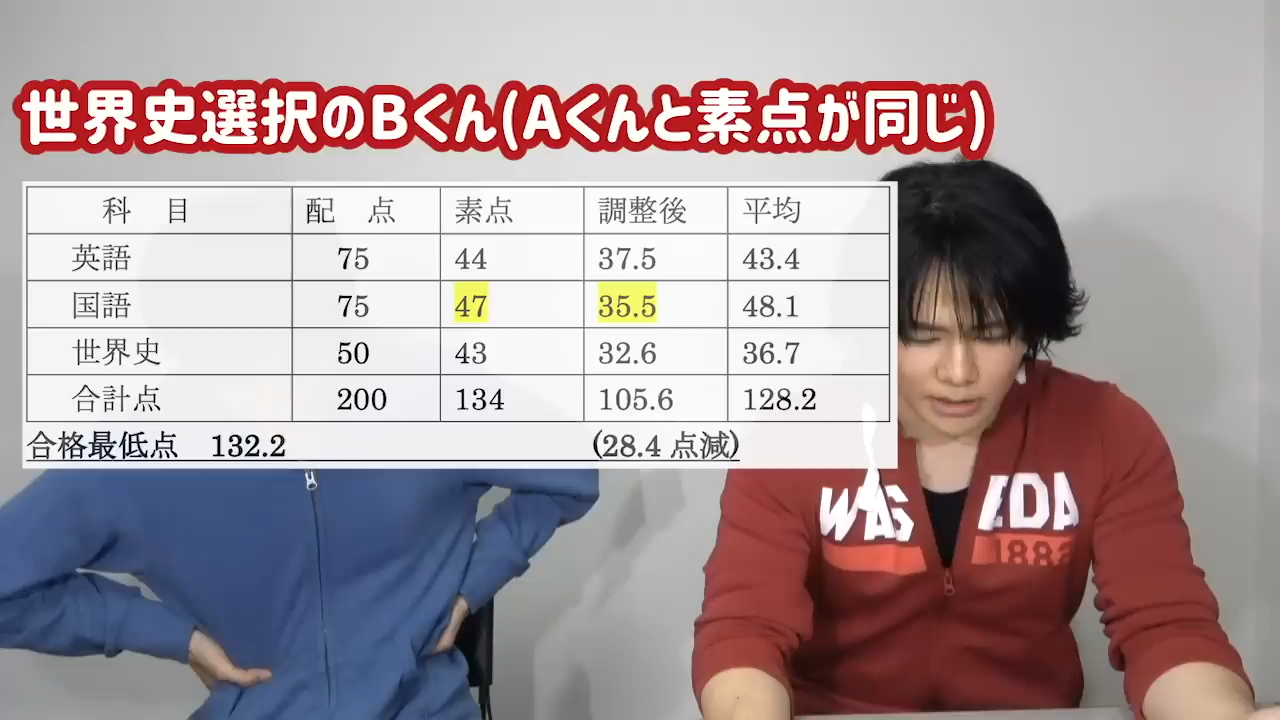 世界史選択のBくん(Aくんと素点が同じ)
科 目 配 点 素点 調整後 平均
英語 75 44 37.5 43.4
国語 75 47 35.5 48.1
世界史 50 43 32.6 36.7
合計点 200 134 105.6 128.2
合格最低点 132.2 (28.4 点減)
WAS EDA
1882